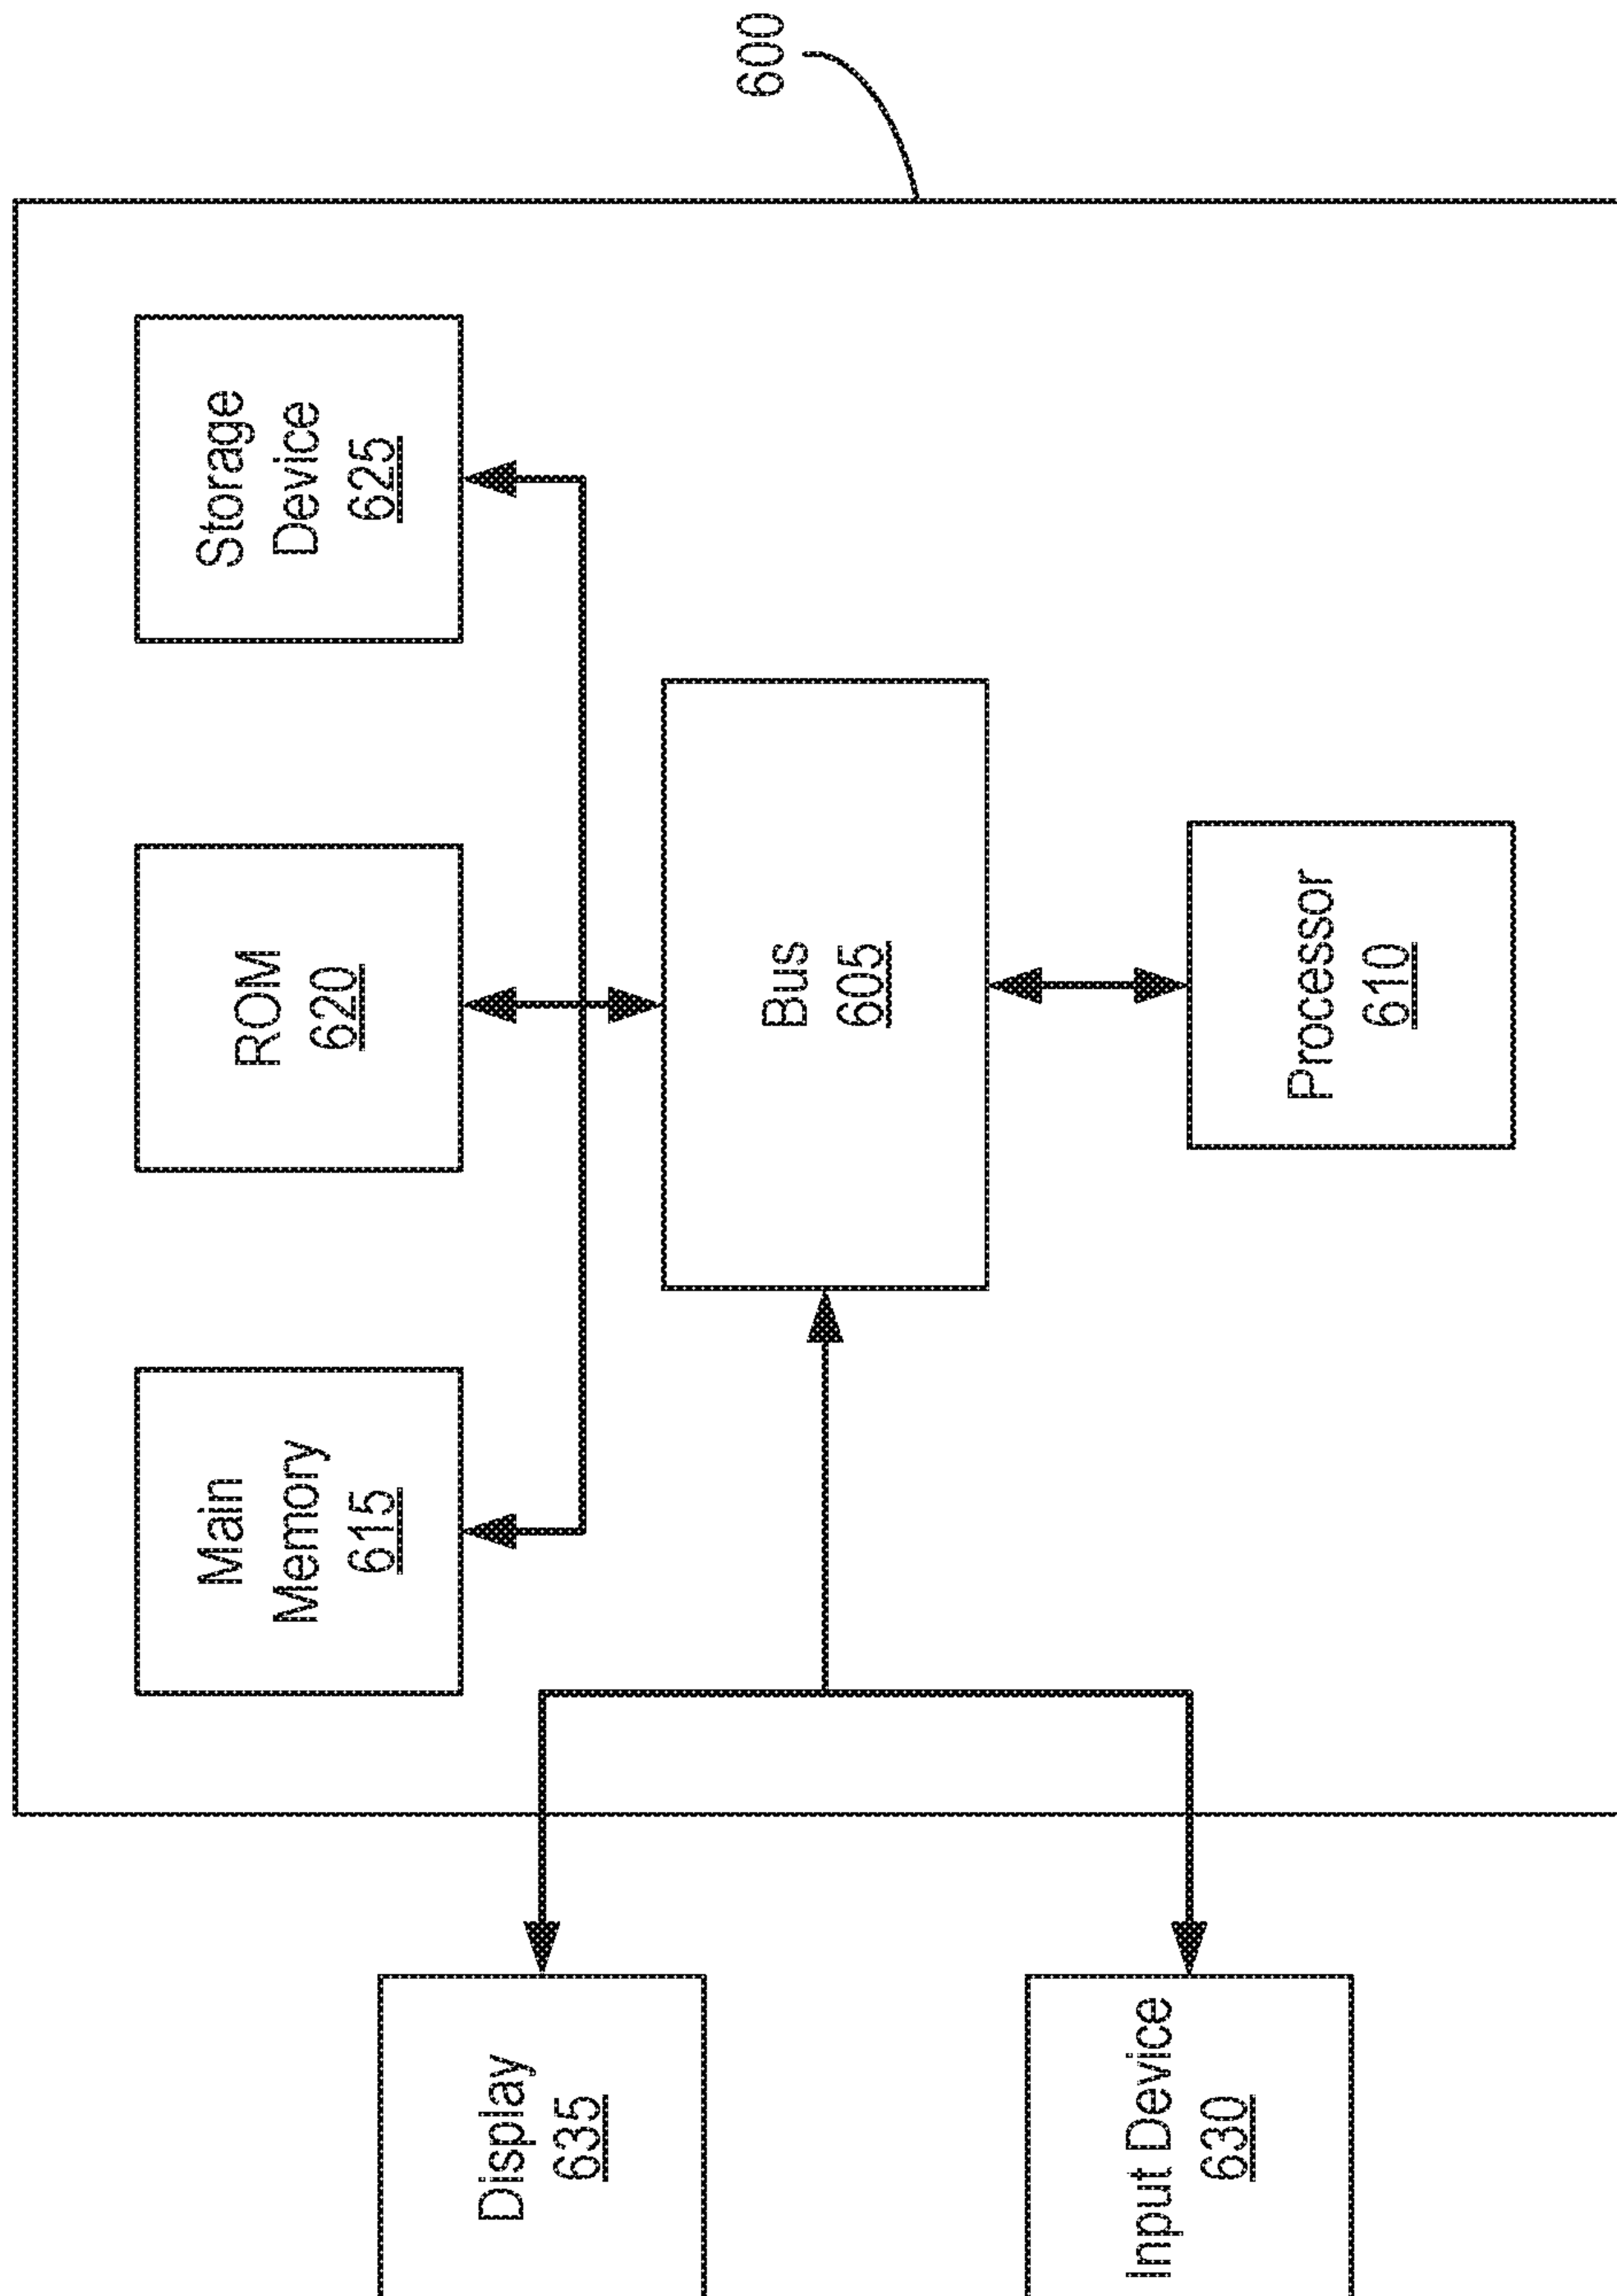 600
Storage
Device
625
ROM
620
Main
Memory
615
Bus
605
Processor
610
Display
635
Input Device
630